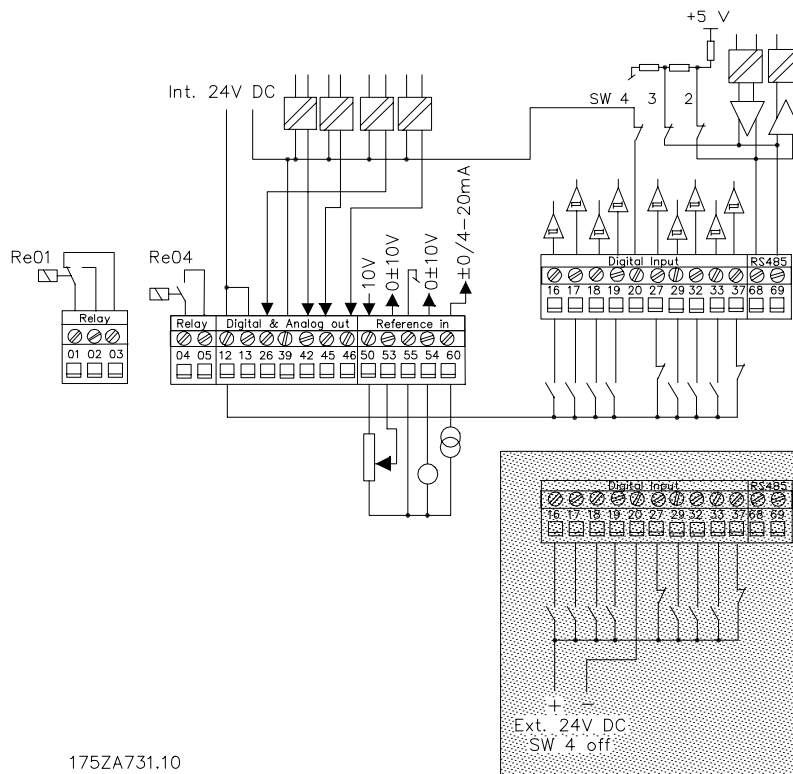 +5 V
Int. 24V DC
SW 4 3 2
10V
0±10V
0±10V
±0/4-20mA
Re01
Re04
Digital Input RS485
16 17 18 19 20 27 29 32 33 37 68 69
Relay
01 02 03
Relay Digital & Analog out Reference in
04 05 12 13 26 39 42 45 46 50 53 55 54 60
Digital Input RS485
16 17 18 19 20 27 29 32 33 37 68 69
+ −
Ext. 24V DC
SW 4 off
175ZA731.10